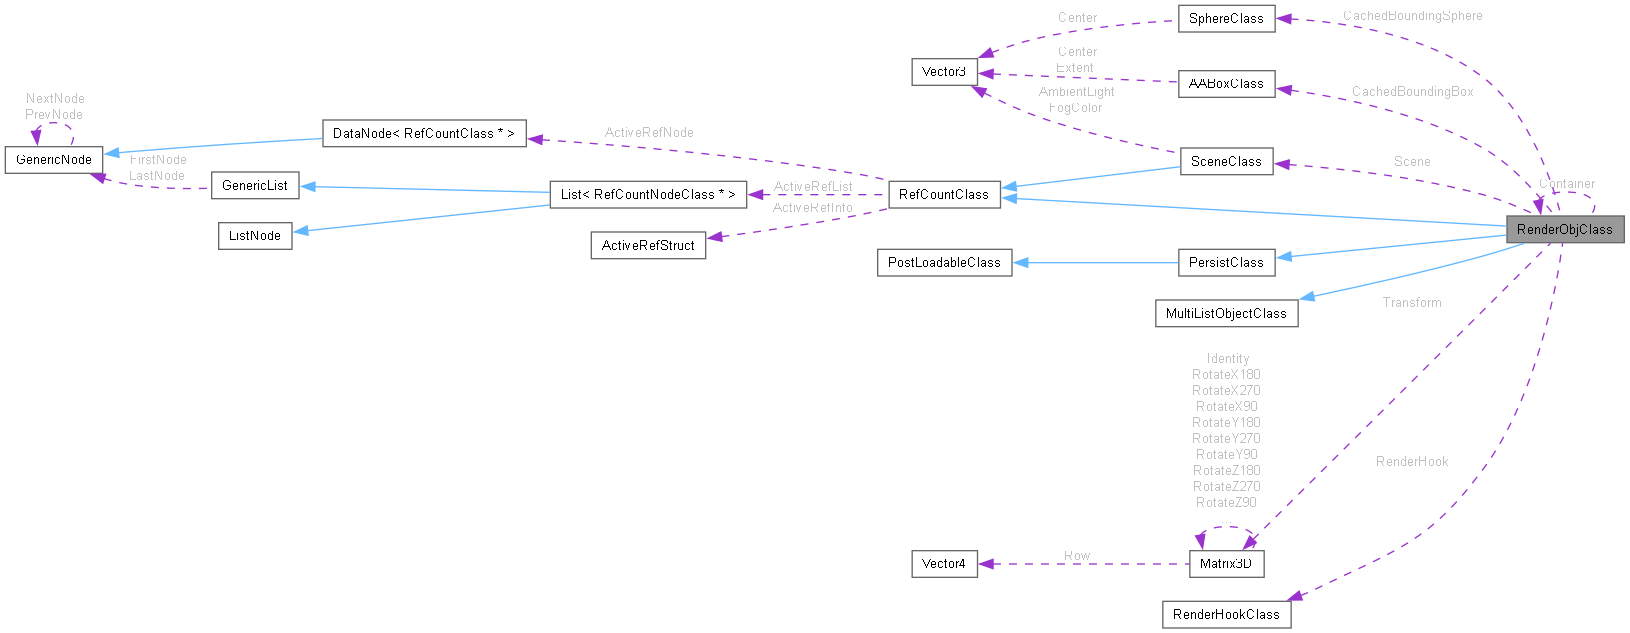 SphereClass
CachedBoundingSphere
Center
Vector3
Center
Extent
AABoxClass
CachedBoundingBox
AmbientLight
FogColor
NextNode
PrevNode
DataNode< RefCountClass * >
ActiveRefNode
GenericNode
FirstNode
LastNode
GenericList
List< RefCountNodeClass * >
ActiveRefList
ActiveRefInfo
RefCountClass
SceneClass
Scene
Container
ListNode
ActiveRefStruct
RenderObjClass
PostLoadableClass
PersistClass
MultiListObjectClass
Transform
Identity
RotateX180
RotateX270
RotateX90
RotateY180
RotateY270
RotateY90
RotateZ180
RotateZ270
RotateZ90
...
RenderHook
Vector4
Row
Matrix3D
RenderHookClass